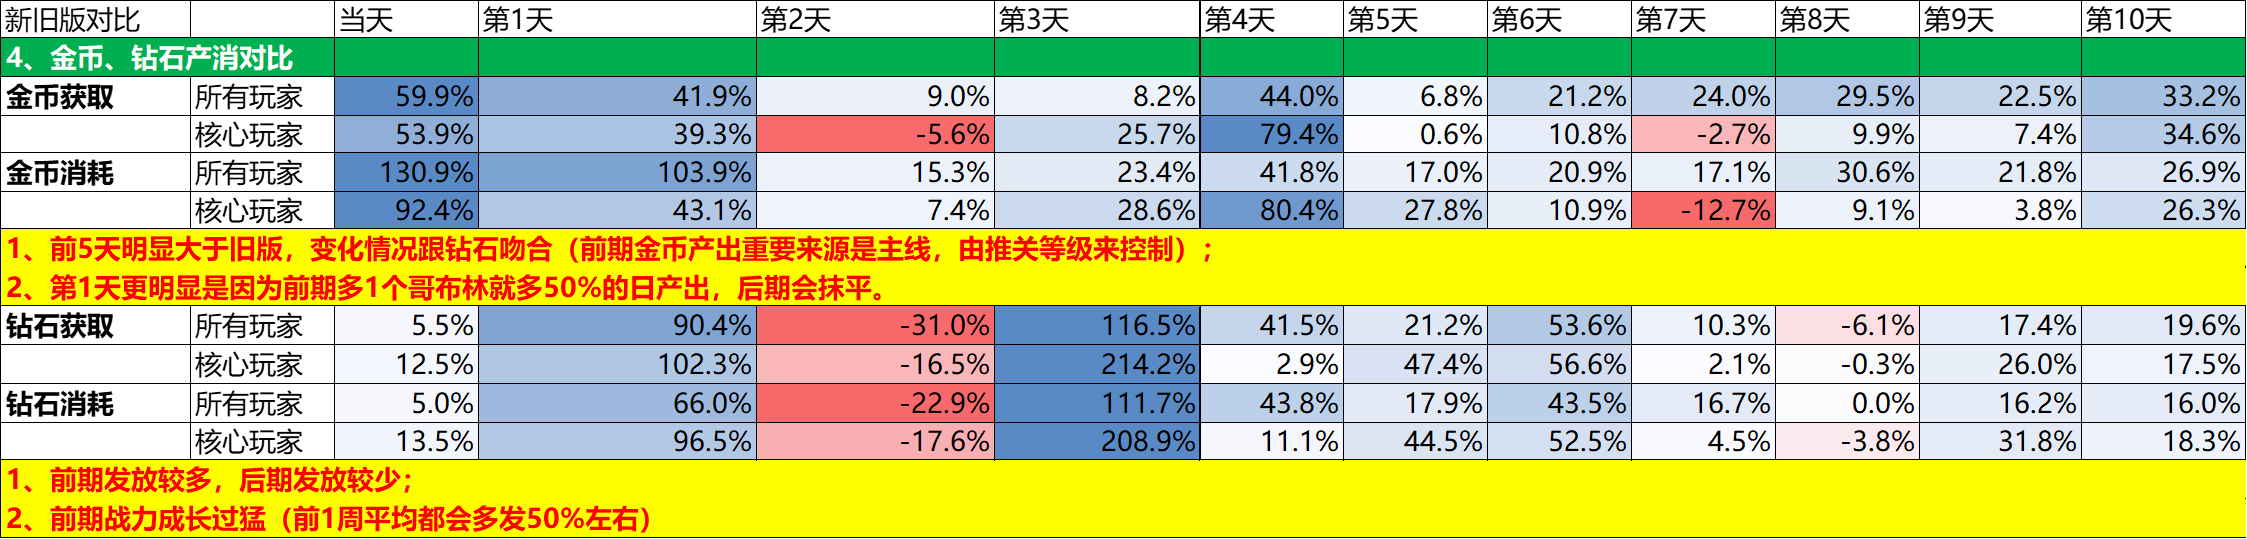 新旧版对比 当天 第1天 第2天 第3天 第4天 第5天 第6天 第7天 第8天 第9天 第10天
4、金币、钻石产消对比
金币获取 所有玩家 59.9% 41.9% 9.0% 8.2% 44.0% 6.8% 21.2% 24.0% 29.5% 22.5% 33.2%
核心玩家 53.9% 39.3% -5.6% 25.7% 79.4% 0.6% 10.8% -2.7% 9.9% 7.4% 34.6%
金币消耗 所有玩家 130.9% 103.9% 15.3% 23.4% 41.8% 17.0% 20.9% 17.1% 30.6% 21.8% 26.9%
核心玩家 92.4% 43.1% 7.4% 28.6% 80.4% 27.8% 10.9% -12.7% 9.1% 3.8% 26.3%
1、前5天明显大于旧版，变化情况跟钻石吻合（前期金币产出重要来源是主线，由推关等级来控制）；
2、第1天更明显是因为前期多1个哥布林就多50%的日产出，后期会抹平。
钻石获取 所有玩家 5.5% 90.4% -31.0% 116.5% 41.5% 21.2% 53.6% 10.3% -6.1% 17.4% 19.6%
核心玩家 12.5% 102.3% -16.5% 214.2% 2.9% 47.4% 56.6% 2.1% -0.3% 26.0% 17.5%
钻石消耗 所有玩家 5.0% 66.0% -22.9% 111.7% 43.8% 17.9% 43.5% 16.7% 0.0% 16.2% 16.0%
核心玩家 13.5% 96.5% -17.6% 208.9% 11.1% 44.5% 52.5% 4.5% -3.8% 31.8% 18.3%
1、前期发放较多，后期发放较少；
2、前期战力成长过猛（前1周平均都会多发50%左右）